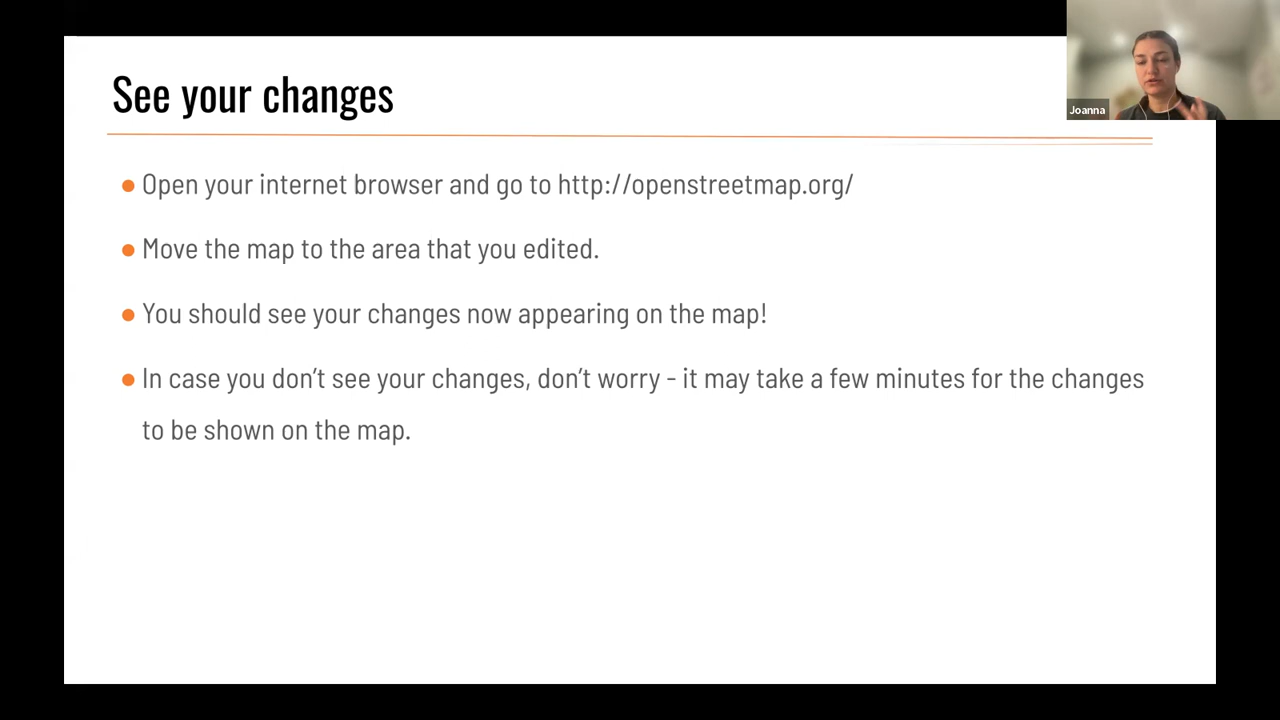 See your changes
Joanna
Open your internet browser and go to http://openstreetmap.org/
Move the map to the area that you edited.
You should see your changes now appearing on the map!
In case you don't see your changes, don't worry - it may take a few minutes for the changes
to be shown on the map.